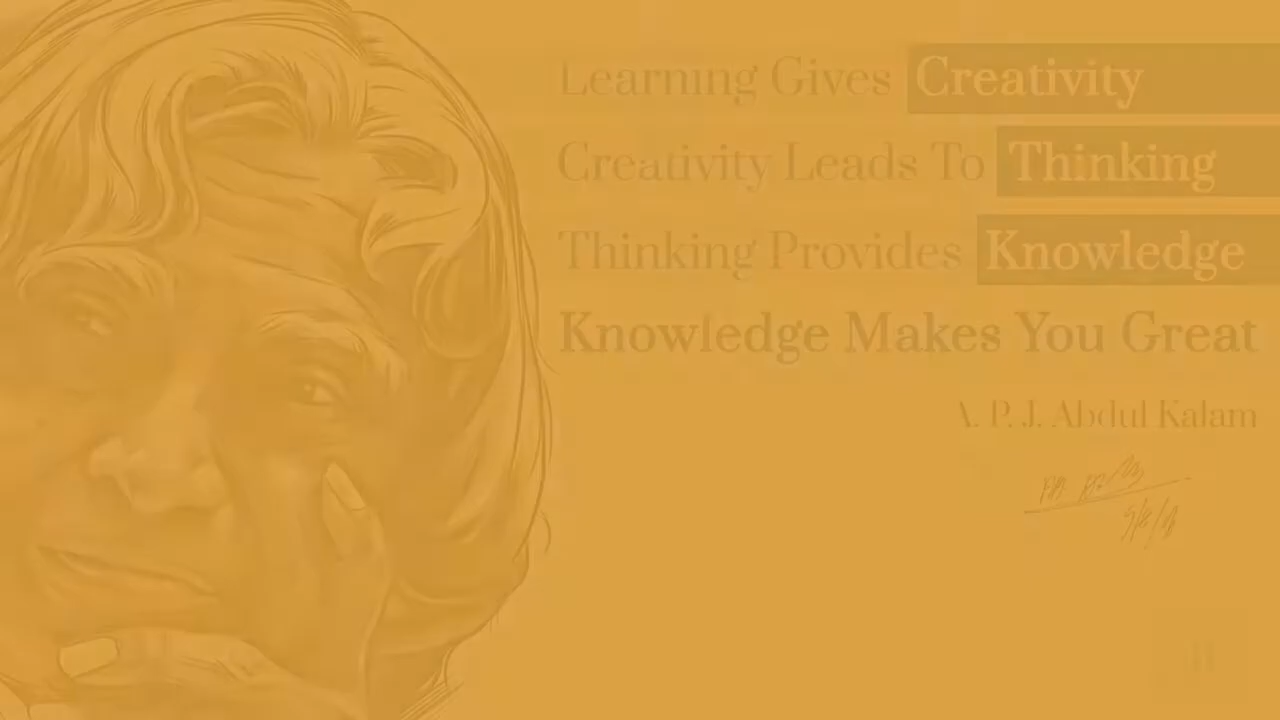 Learning Gives Creativity
Creativity Leads To Thinking
Thinking Provides Knowledge
Knowledge Makes You Great
A. P. J. Abdul Kalam